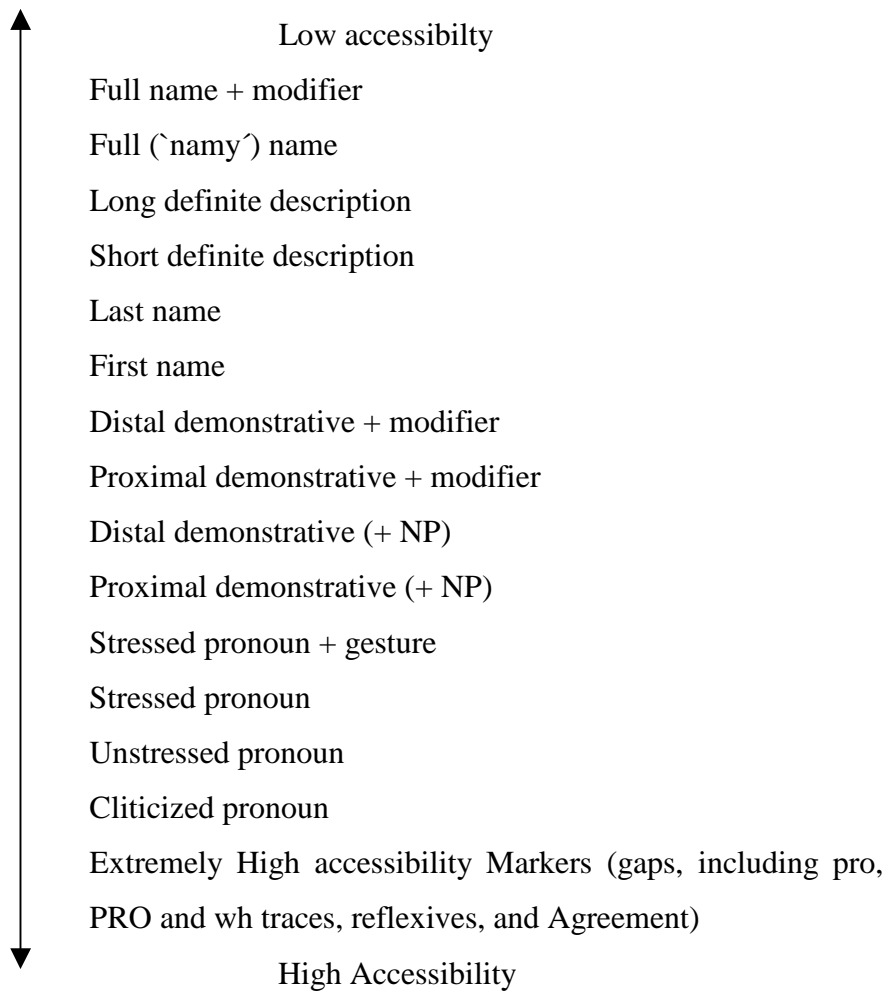 Low accessibilty
Full name + modifier
Full (`namy´) name
Long definite description
Short definite description
Last name
First name
Distal demonstrative + modifier
Proximal demonstrative + modifier
Distal demonstrative (+ NP)
Proximal demonstrative (+ NP)
Stressed pronoun + gesture
Stressed pronoun
Unstressed pronoun
Cliticized pronoun
Extremely High accessibility Markers (gaps, including pro,
PRO and wh traces, reflexives, and Agreement)
High Accessibility